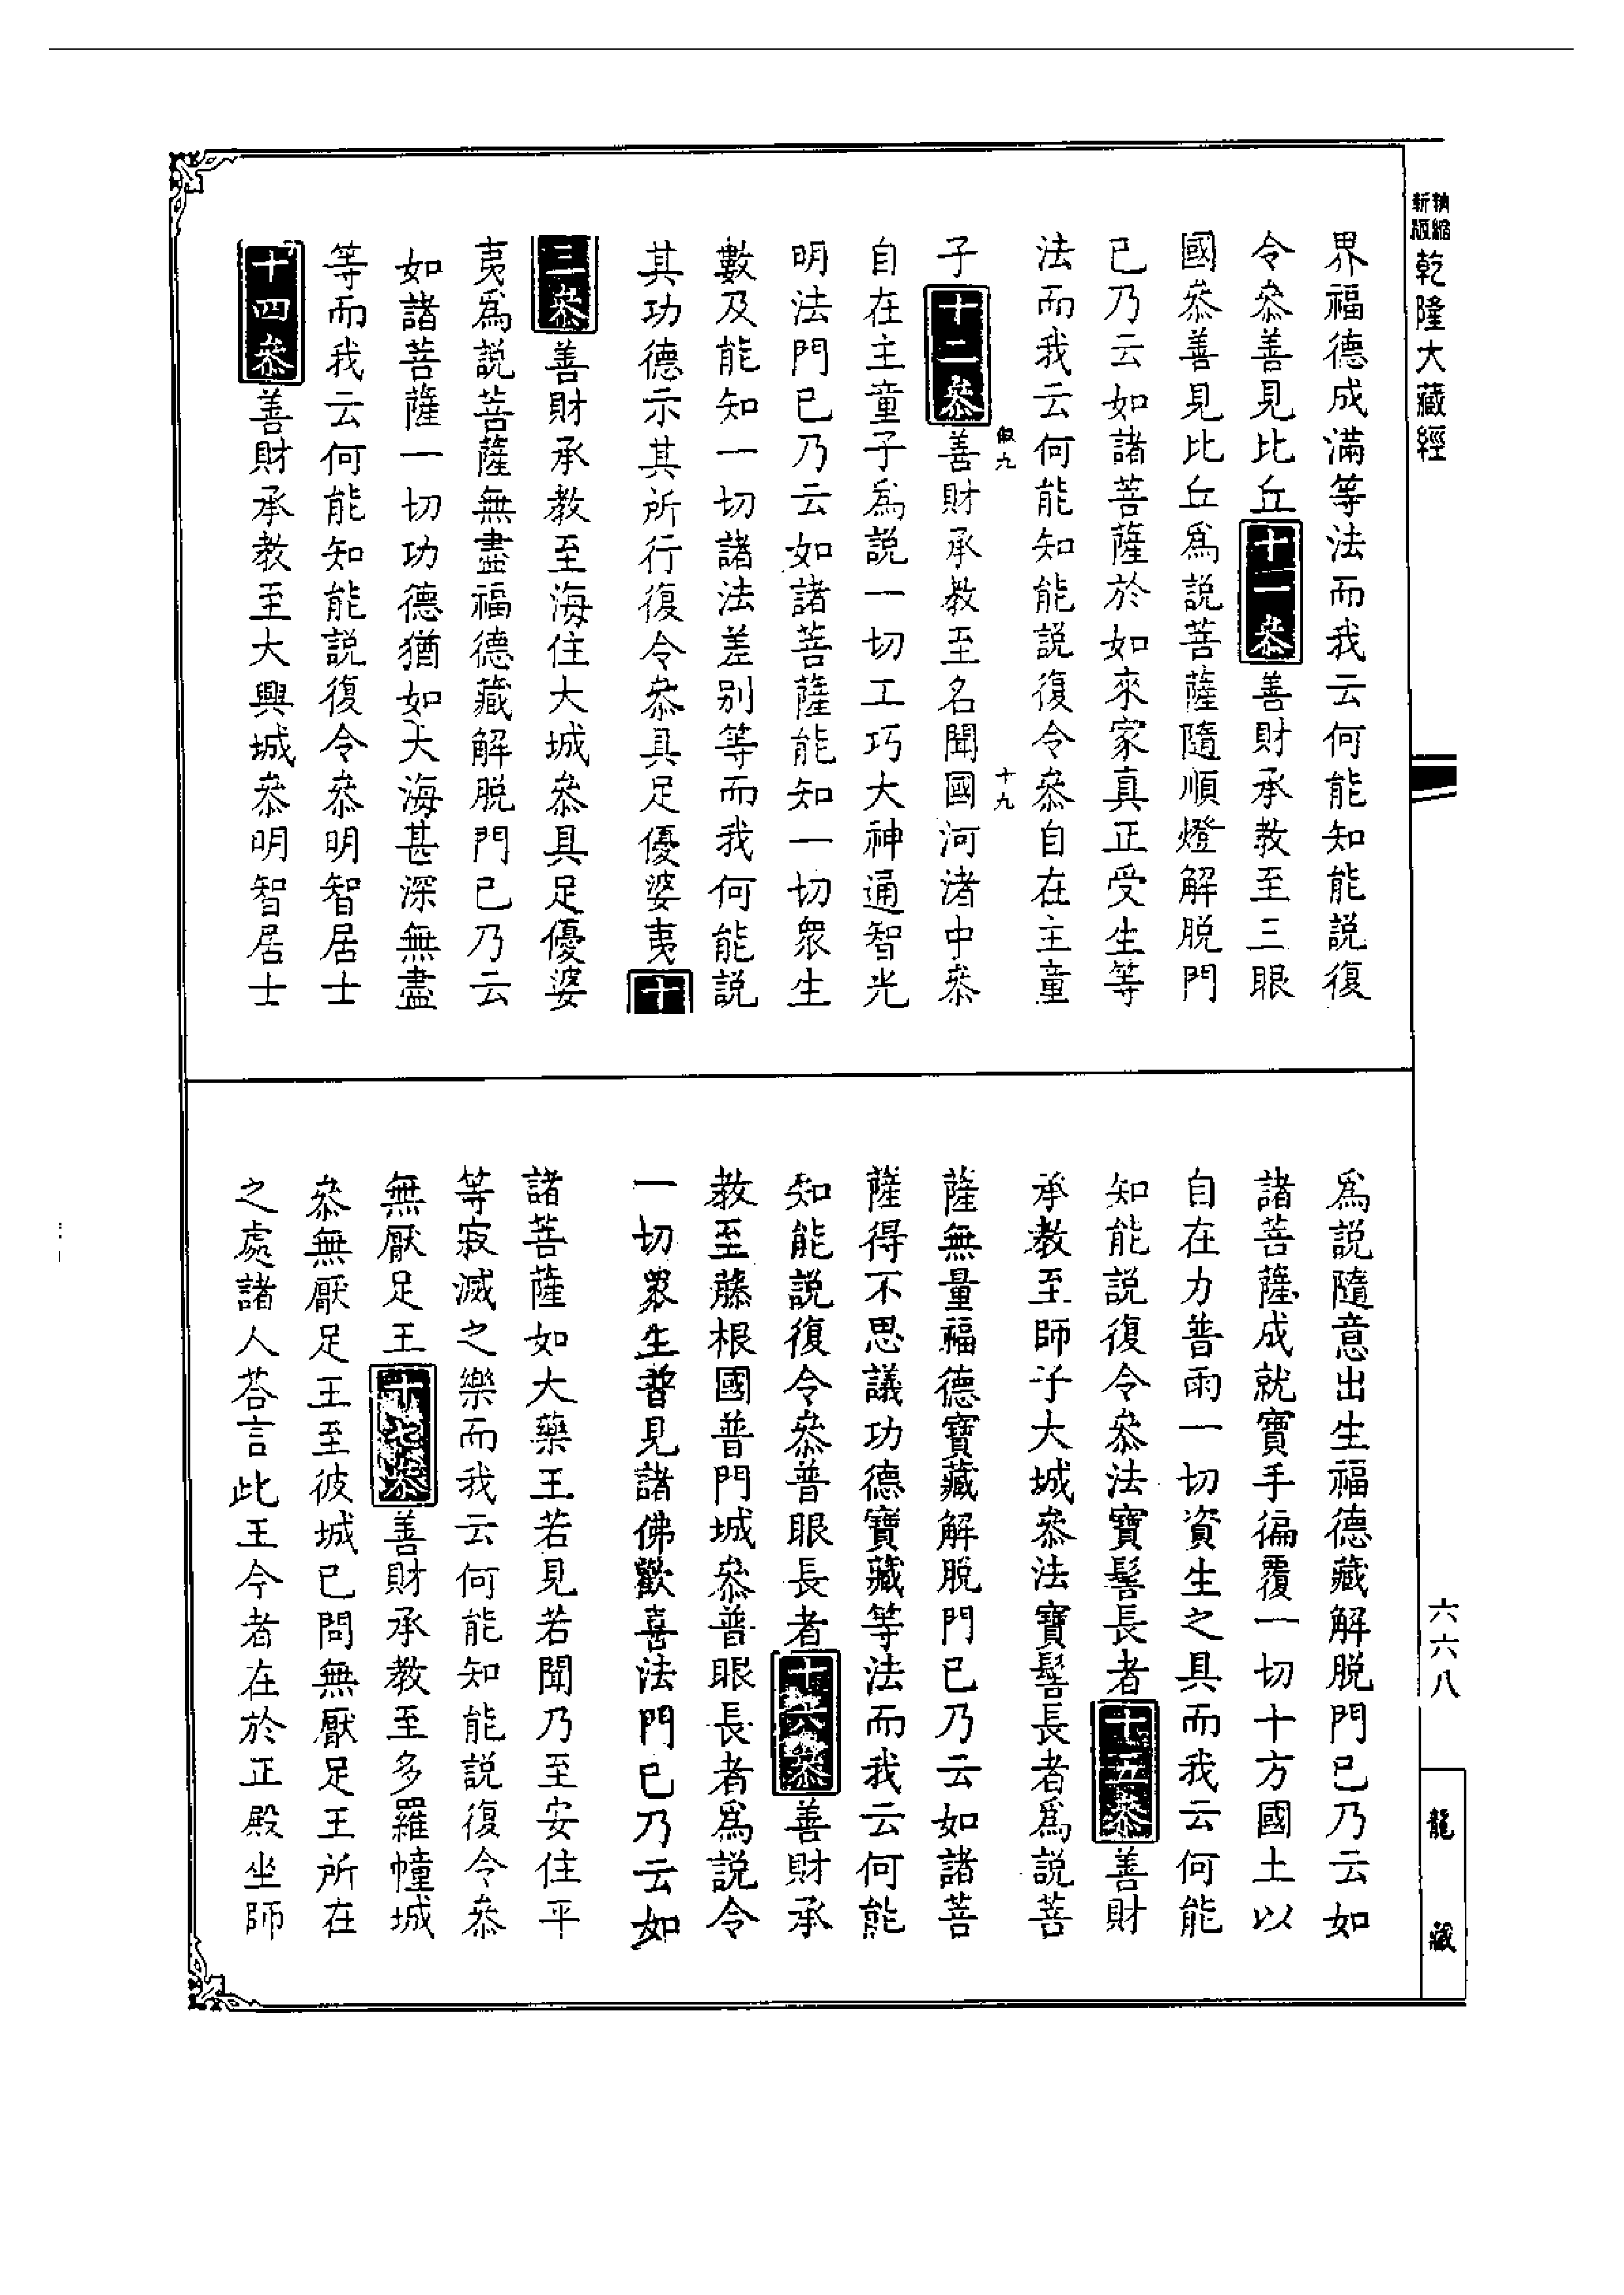 新縮
版精
乾隆大藏經
界福德成滿等法而我云何能知能説復
令叅善見比丘十一叅善財承教至三眼
國叅善見比丘爲説菩薩隨順燈解脱門
已乃云如諸菩薩於如來家真正受生等
法而我云何能知能説復令叅自在主童
十九
子十二叅善財承教至名聞國河渚中叅
自在主童子爲説一切工巧大神通智光
明法門已乃云如諸菩薩能知一切衆生
數及能知一切諸法差别等而我何能説
其功德示其所行復令叅具足優婆夷十
三叅善財承教至海住大城叅具足優婆
夷爲説菩薩無盡福德藏解脱門已乃云
如諸菩薩一切功德猶如大海甚深無盡
等而我云何能知能説復令叅明智居士
十四叅善財承教至大興城叅明智居士
爲説隨意出生福德藏解脱門已乃云如
諸菩薩成就寶手徧覆一切十方國土以
自在力普雨一切資生之具而我云何能
知能説復令叅法寶髻長者十五叅善財
承教至師子大城叅法寶髻長者爲説菩
薩無量福德寶藏解脱門已乃云如諸菩
薩得不思議功德寶藏等法而我云何能
知能説復令叅普眼長者十六叅善財承
教至藤根國普門城叅普眼長者爲説令
一切衆生普見諸佛歡喜法門已乃云如
諸菩薩如大藥王若見若聞乃至安住平
等寂滅之樂而我云何能知能説復令叅
無厭足王十七叅善財承教至多羅幢城
叅無厭足王至彼城已問無厭足王所在
之處諸人荅言此王今者在於正殿坐師
六六八
龍藏